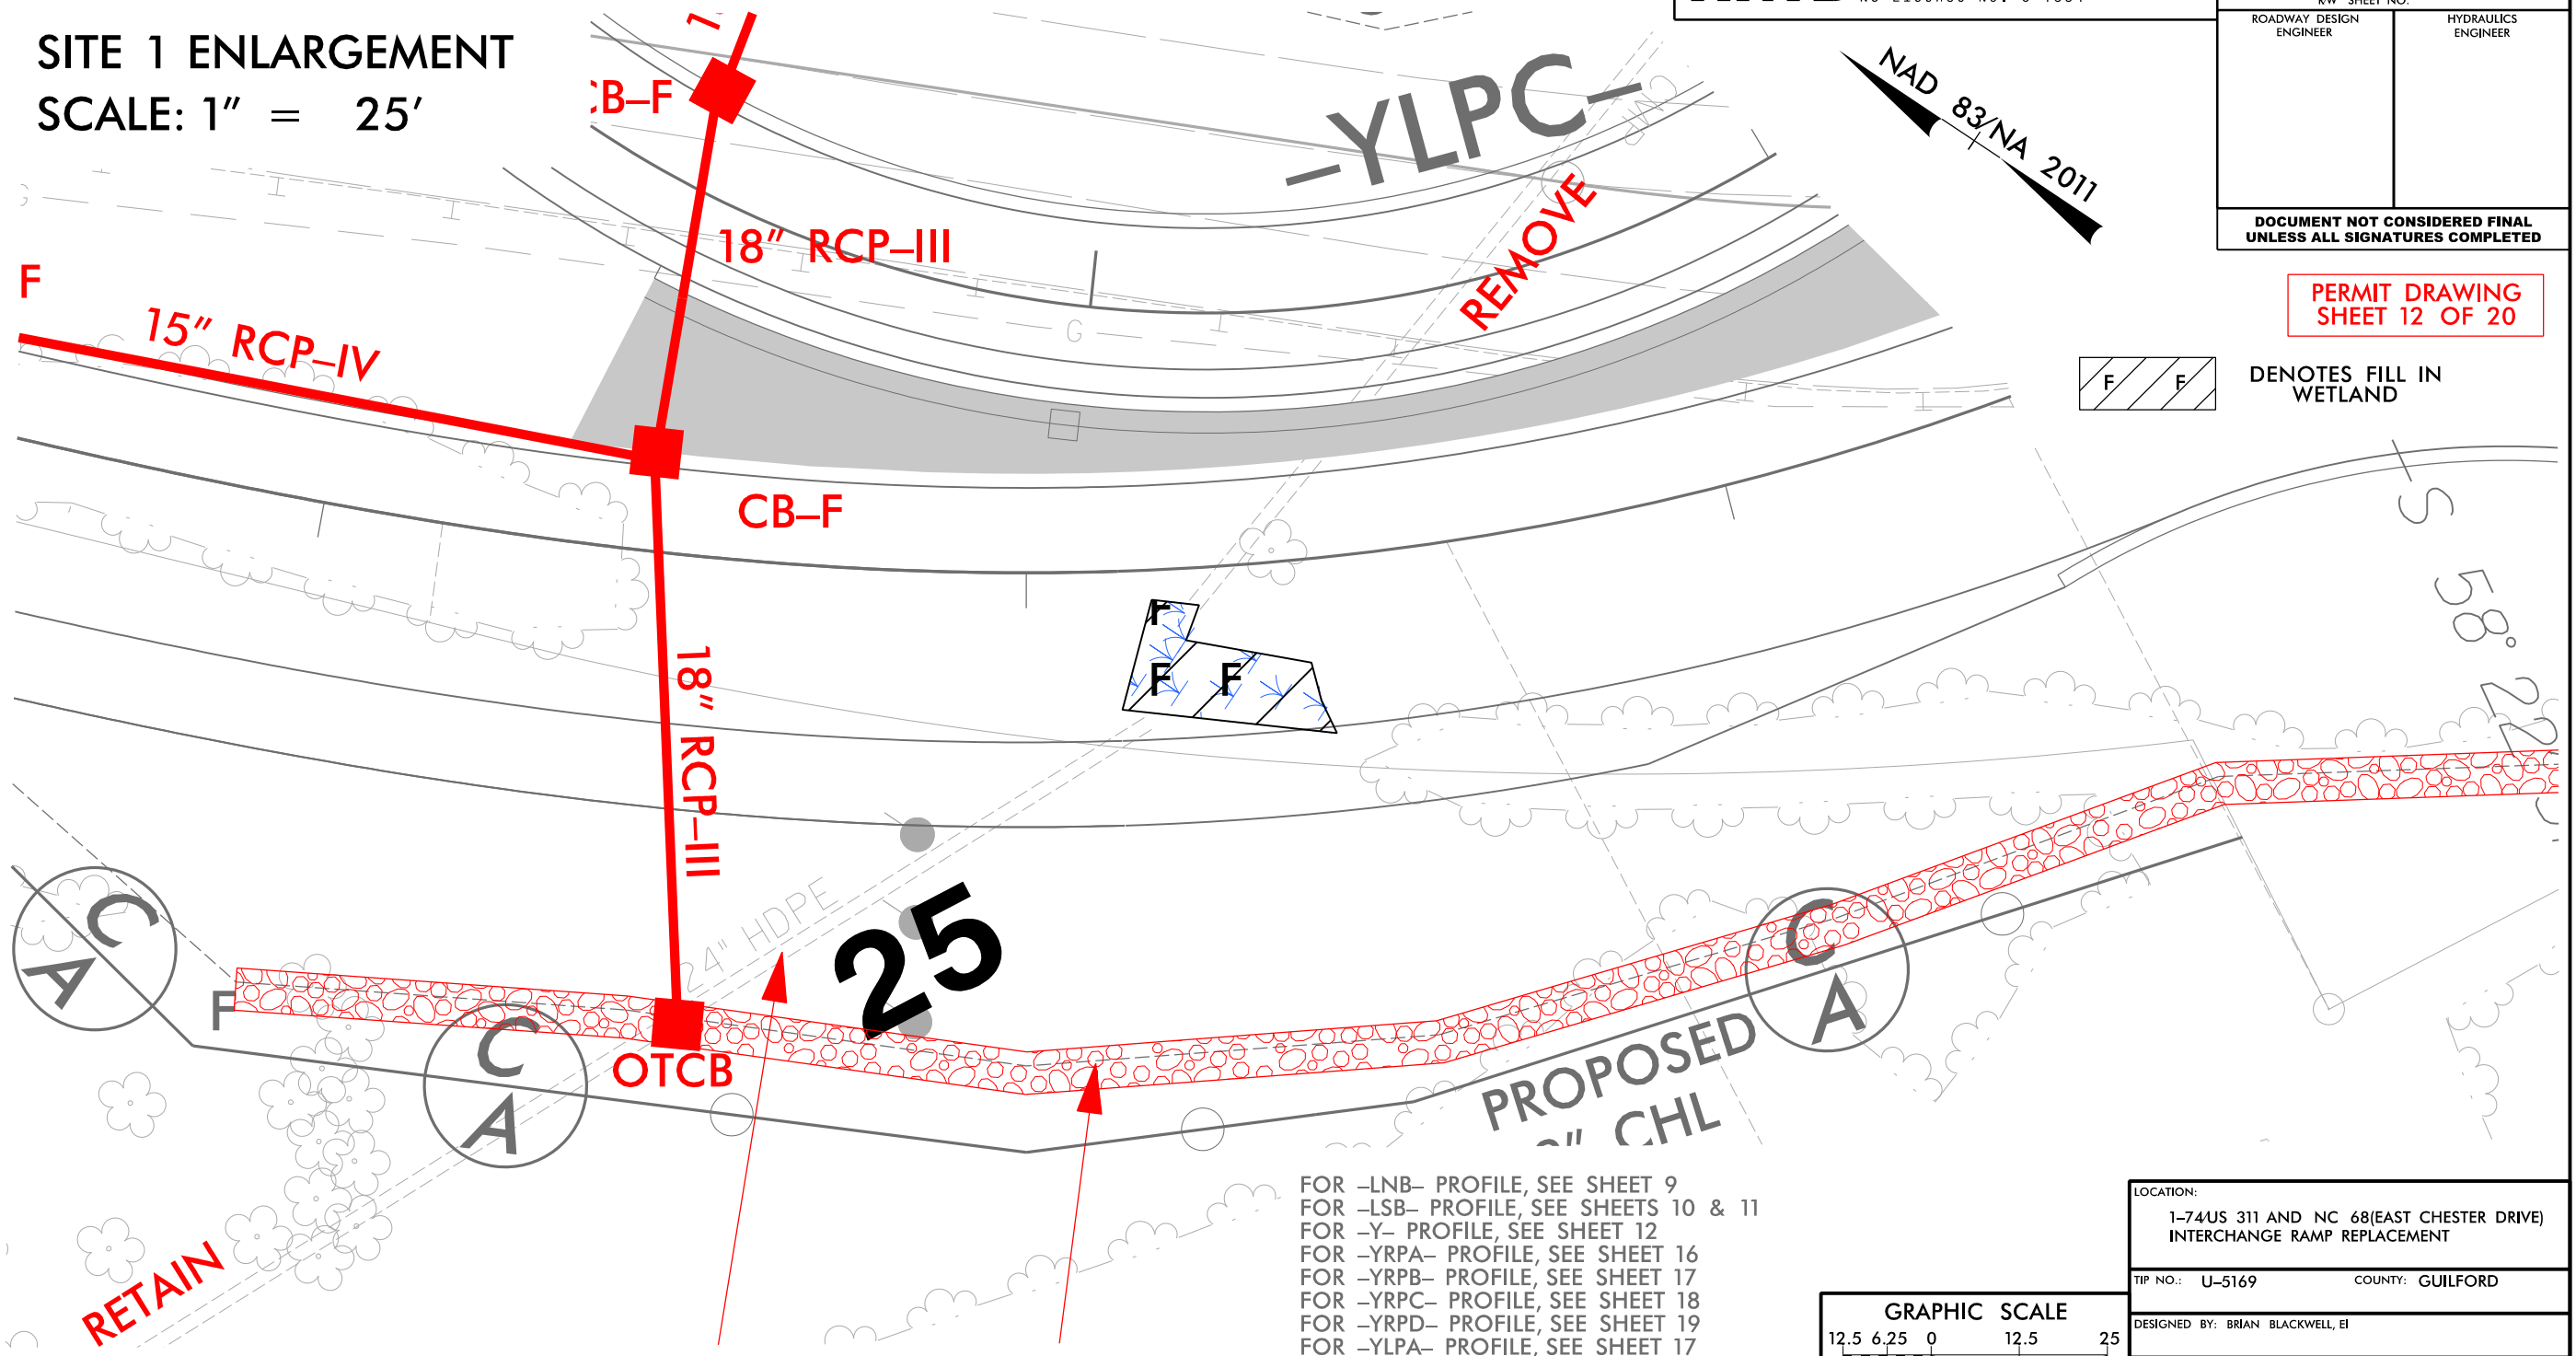 SITE 1 ENLARGEMENT
SCALE: 1" = 25'
CB–F
–YLPC–
NAD 83/NA 2011
ROADWAY DESIGN
ENGINEER
HYDRAULICS
ENGINEER
DOCUMENT NOT CONSIDERED FINAL
UNLESS ALL SIGNATURES COMPLETED
PERMIT DRAWING
SHEET 12 OF 20
F F
DENOTES FILL IN
WETLAND
18" RCP–III
REMOVE
G
F
15" RCP–IV
CB–F
S 58° 22'
F
F F
18" RCP–III
24" HDPE
25
C
A
F
C
A
C
A
OTCB
PROPOSED
CHL
RETAIN
FOR –LNB– PROFILE, SEE SHEET 9
FOR –LSB– PROFILE, SEE SHEETS 10 & 11
FOR –Y– PROFILE, SEE SHEET 12
FOR –YRPA– PROFILE, SEE SHEET 16
FOR –YRPB– PROFILE, SEE SHEET 17
FOR –YRPC– PROFILE, SEE SHEET 18
FOR –YRPD– PROFILE, SEE SHEET 19
FOR –YLPA– PROFILE, SEE SHEET 17
GRAPHIC SCALE
12.5 6.25 0 12.5 25
LOCATION:
I–74/US 311 AND NC 68(EAST CHESTER DRIVE)
INTERCHANGE RAMP REPLACEMENT
TIP NO.: U–5169 COUNTY: GUILFORD
DESIGNED BY: BRIAN BLACKWELL, EI